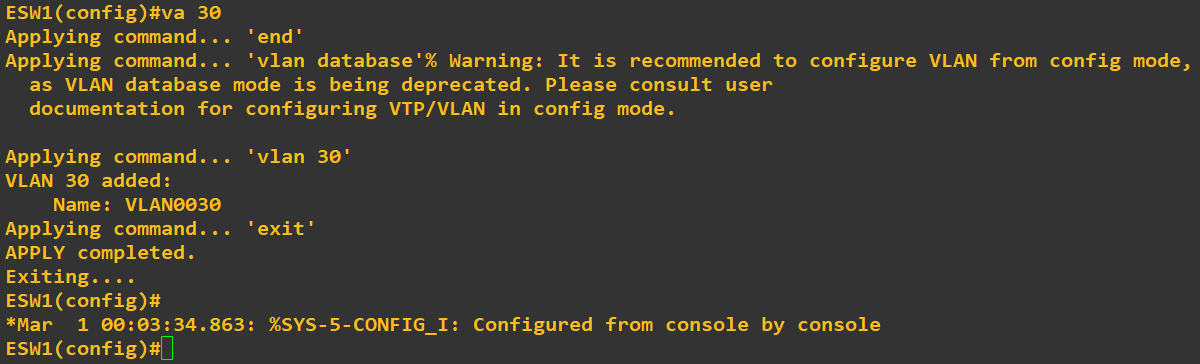 ESW1(config)#va 30
Applying command... 'end'
Applying command... 'vlan database'% Warning: It is recommended to configure VLAN from config mode,
  as VLAN database mode is being deprecated. Please consult user
  documentation for configuring VTP/VLAN in config mode.

Applying command... 'vlan 30'
VLAN 30 added:
    Name: VLAN0030
Applying command... 'exit'
APPLY completed.
Exiting....
ESW1(config)#
*Mar  1 00:03:34.863: %SYS-5-CONFIG_I: Configured from console by console
ESW1(config)#